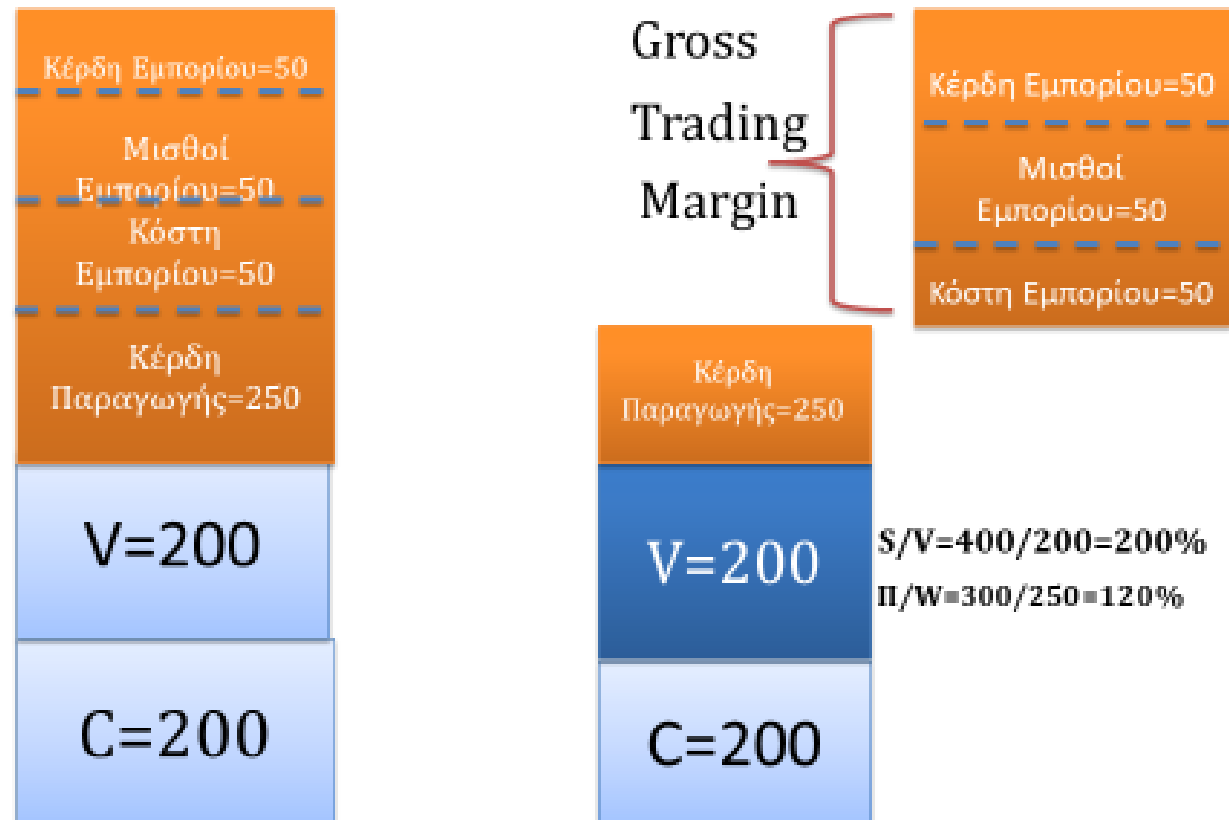 Κέρδη Εμπορίου=50
Μισθοί
Εμπορίου=50
Κόστη
Εμπορίου=50
Κέρδη
Παραγωγής=250
V=200
C=200
Gross
Trading
Margin
Κέρδη Εμπορίου=50
Μισθοί
Εμπορίου=50
Κόστη Εμπορίου=50
Κέρδη
Παραγωγής=250
V=200
C=200
S/V=400/200=200%
Π/W=300/250=120%